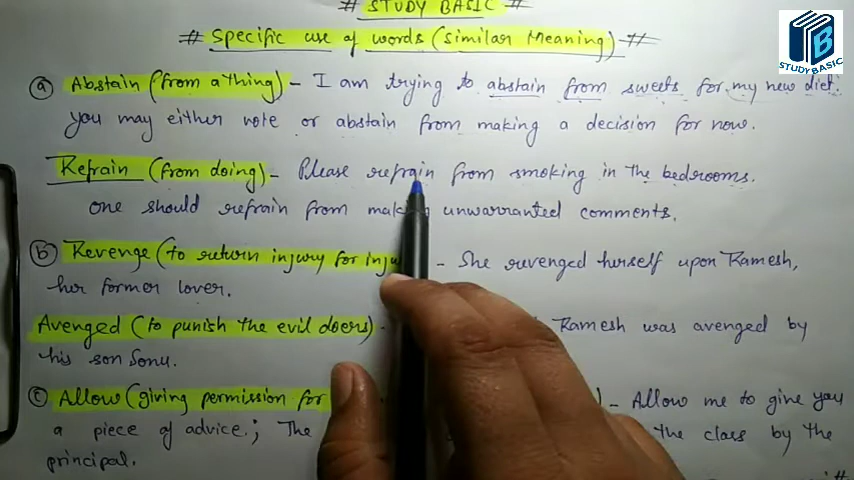 # STUDY BASIC #
# Specific use of words (Similar Meaning) #
STUDY BASIC
(a) Abstain (from a thing) - I am trying to abstain from sweets for my new diet.
You may either vote or abstain from making a decision for now.
Refrain (from doing) - Please refrain from smoking in the bedrooms.
One should refrain from making unwarranted comments.
(b) Revenge (to return injury for inju - She revenged herself upon Ramesh,
her former lover.
Avenged (to punish the evil doers) - Ramesh was avenged by
his son Sonu.
(c) Allow (giving permission for ) - Allow me to give you
a piece of advice.; The the class by the
principal.